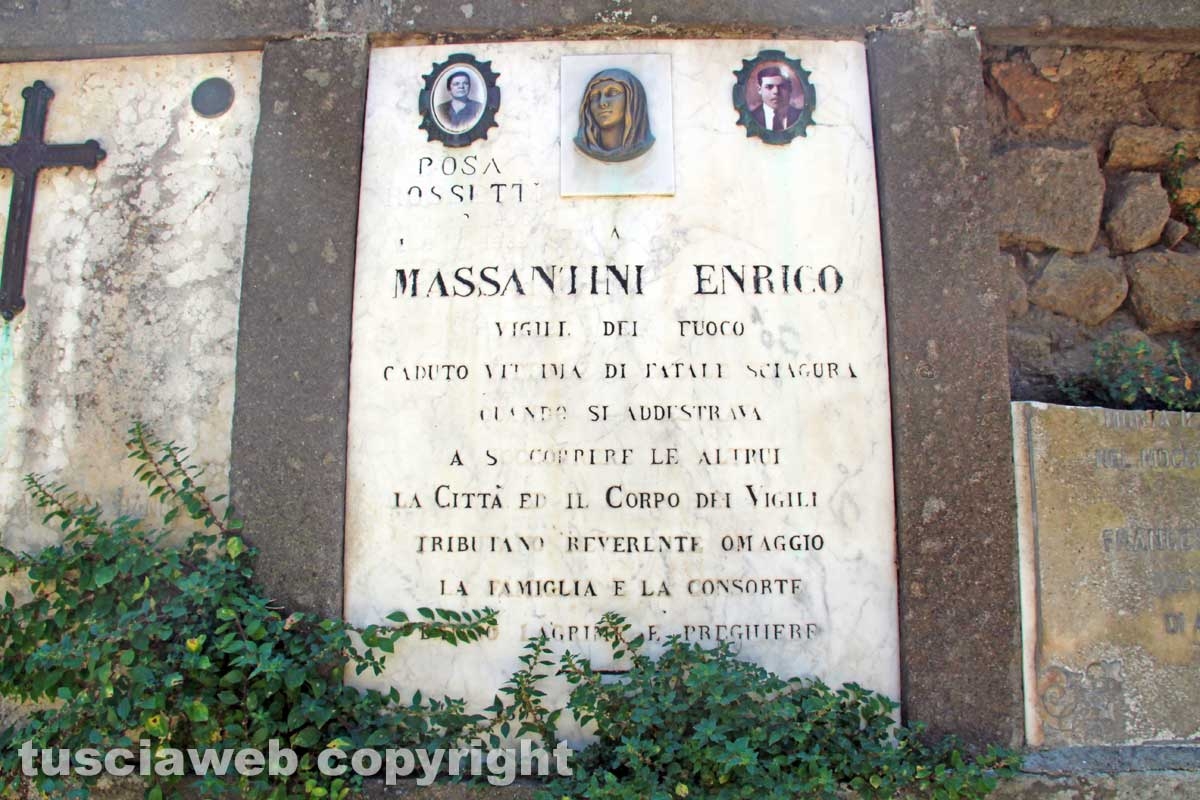 ROSA
ROSSETTI
A
MASSANTINI ENRICO
VIGILE DEL FUOCO
CADUTO VITTIMA DI FATALE SCIAGURA
QUANDO SI ADDESTRAVA
A SOCCORRERE LE ALTRUI
LA CITTÀ ED IL CORPO DEI VIGILI
TRIBUTANO REVERENTE OMAGGIO
LA FAMIGLIA E LA CONSORTE
LAGRIME E PREGHIERE
tusciaweb copyright